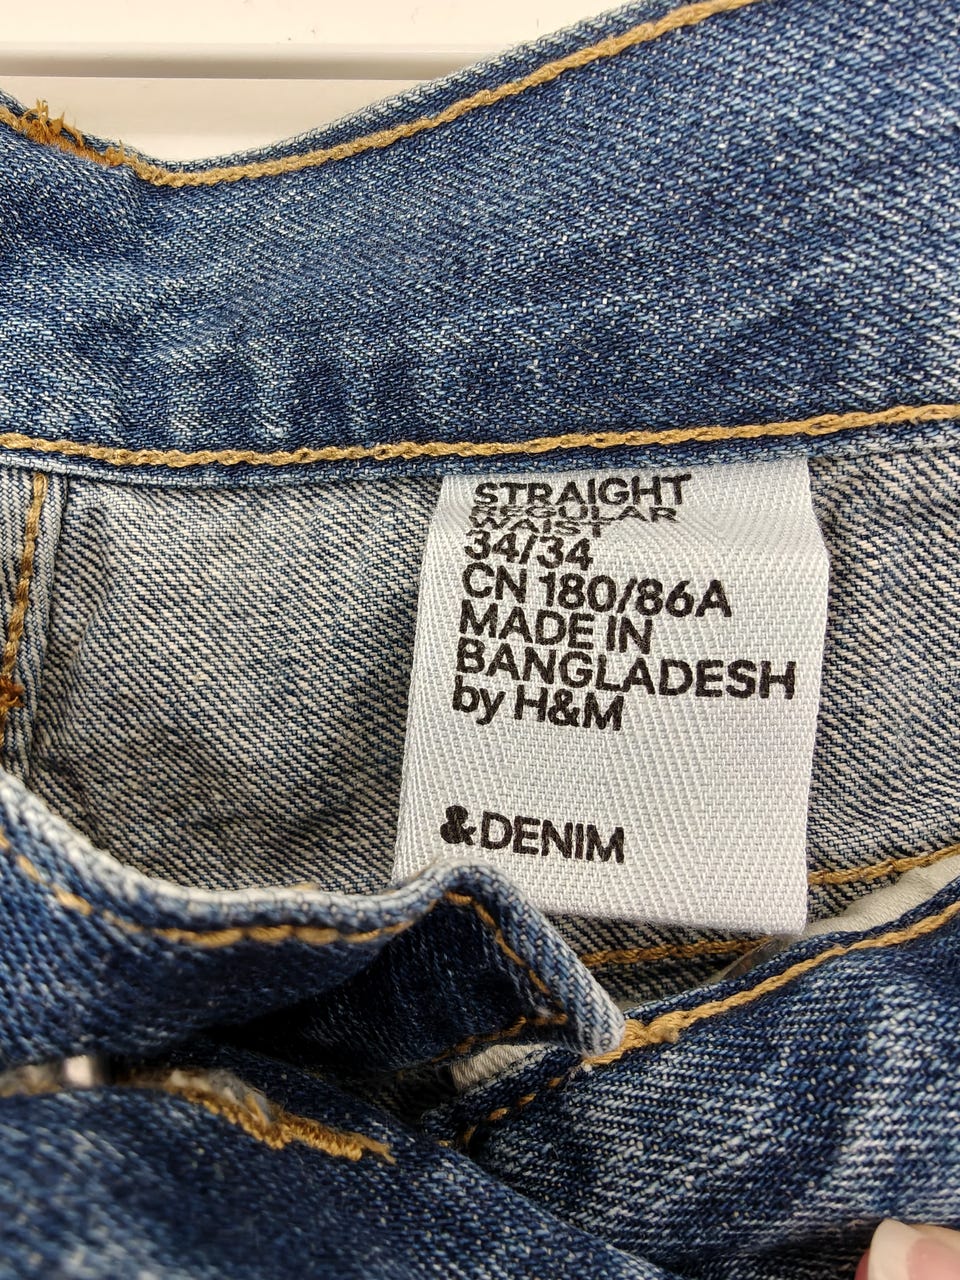 STRAIGHT
REGULAR
WAIST
34/34
CN 180/86A
MADE IN
BANGLADESH
by H&M
&DENIM